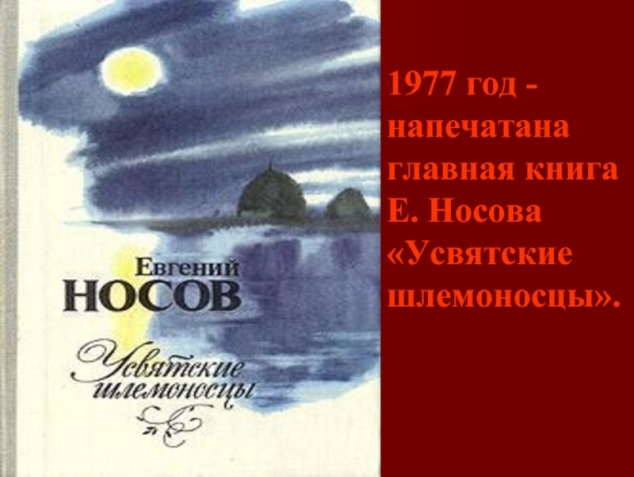 Евгений
НОСОВ
Усвятские
шлемоносцы
1977 год -
напечатана
главная книга
Е. Носова
«Усвятские
шлемоносцы».